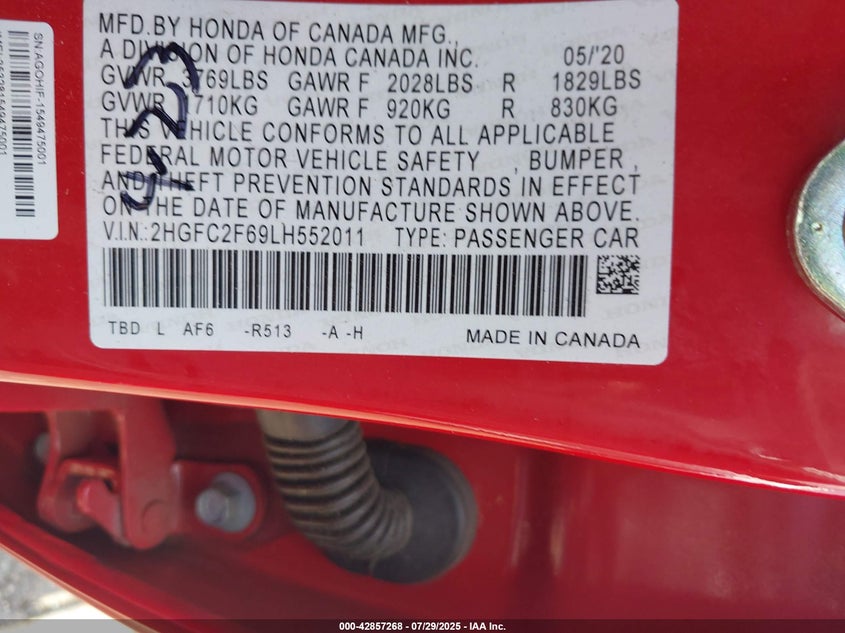 MFD.BY HONDA OF CANADA MFG.,
A DIVISION OF HONDA CANADA INC. 05/'20
GVWR 3769LBS GAWR F 2028LBS R 1829LBS
GVWR 1710KG GAWR F 920KG R 830KG
THIS VEHICLE CONFORMS TO ALL APPLICABLE
FEDERAL MOTOR VEHICLE SAFETY , BUMPER ,
AND THEFT PREVENTION STANDARDS IN EFFECT
ON THE DATE OF MANUFACTURE SHOWN ABOVE.
V.I.N.:2HGFC2F69LH552011 TYPE: PASSENGER CAR
TBD L AF6 -R513 -A -H MADE IN CANADA
SN:AGOHIF-1549475001
000-42857268 | 07/29/2025 - IAA Inc.